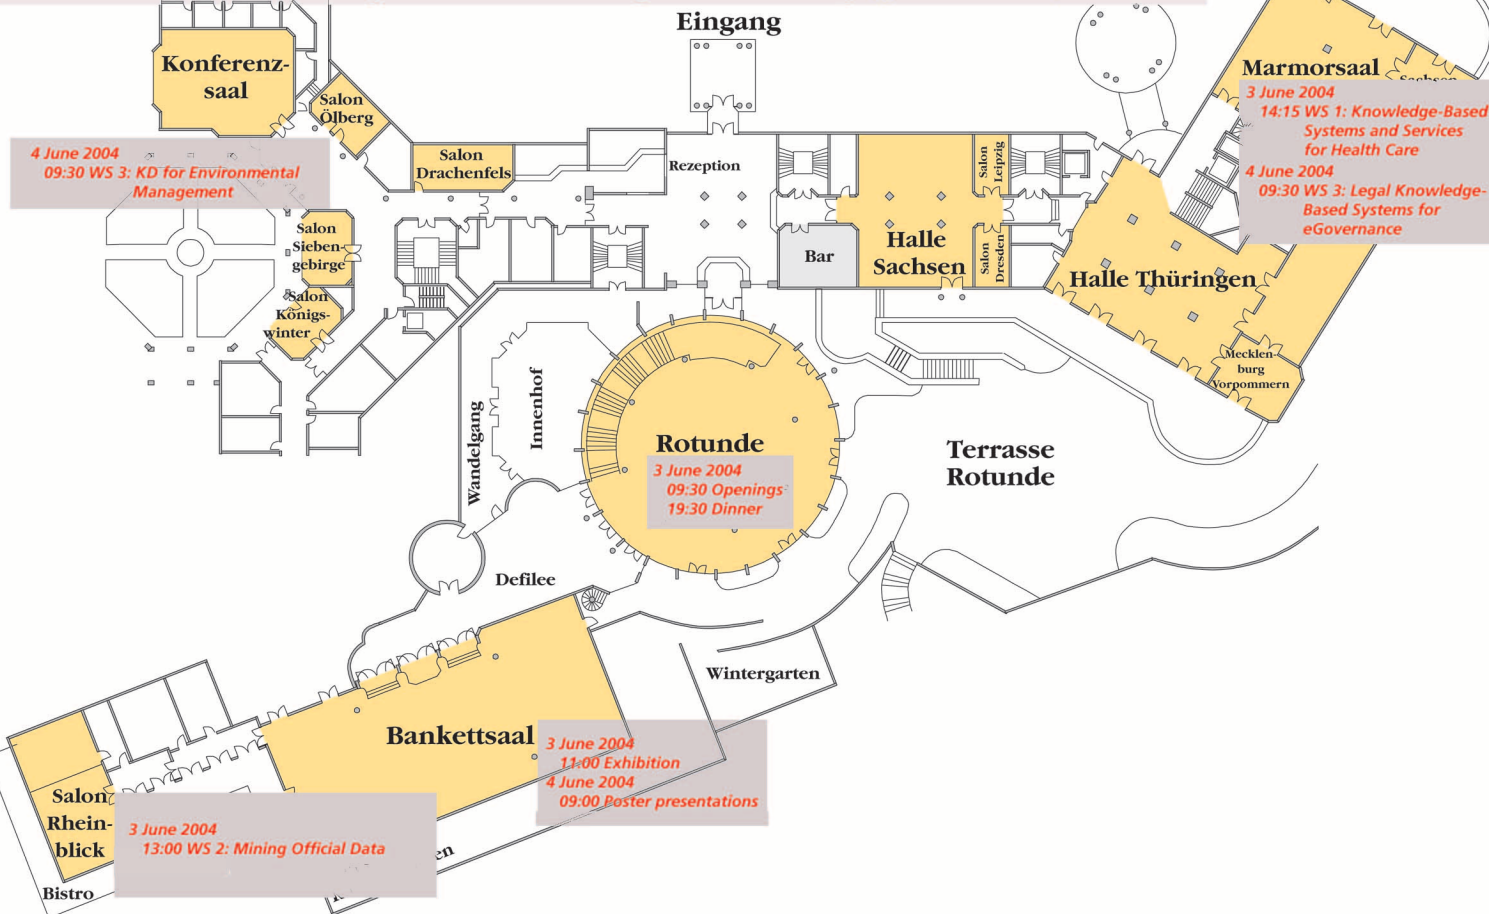 Eingang
Konferenz-
saal
Salon
Ölberg
4 June 2004
09:30 WS 3: KD for Environmental
Management
Salon
Drachenfels
Rezeption
Salon
Leipzig
Marmorsaal
3 June 2004
14:15 WS 1: Knowledge-Based
Systems and Services
for Health Care
4 June 2004
09:30 WS 3: Legal Knowledge-
Based Systems for
eGovernance
Salon
Sieben-
gebirge
Salon
Königs-
winter
Bar
Halle
Sachsen
Salon
Dresden
Halle Thüringen
Mecklen-
burg
Vorpommern
Wandelgang
Innenhof
Rotunde
3 June 2004
09:30 Openings
19:30 Dinner
Terrasse
Rotunde
Defilee
Wintergarten
Bankettsaal
3 June 2004
11:00 Exhibition
4 June 2004
09:00 Poster presentations
Salon
Rhein-
blick
3 June 2004
13:00 WS 2: Mining Official Data
Bistro